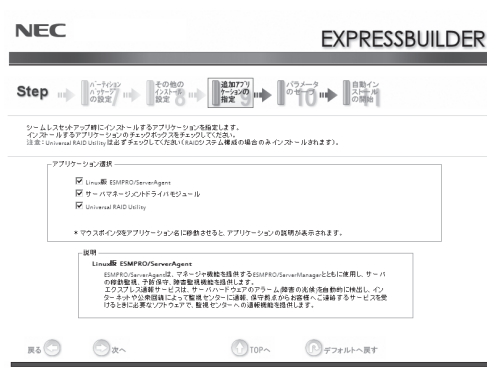 NEC
EXPRESSBUILDER
Step
パーティション
パッケージ
の設定 7
その他の
インストール
設定 8
追加アプリ
ケーションの
指定 9
パラメータ
のセーブ 10
自動イン
ストール
の開始
シームレスセットアップ時にインストールするアプリケーションを指定します。
インストールするアプリケーションのチェックボックスをチェックしてください。
注意：Universal RAID Utilityは必ずチェックしてください（RAIDシステム構成の場合のみインストールされます）。
アプリケーション選択
Linux版 ESMPRO/ServerAgent
サーバマネージメントドライバモジュール
Universal RAID Utility
* マウスポインタをアプリケーション名に移動させると、アプリケーションの説明が表示されます。
説明
Linux版 ESMPRO/ServerAgent
ESMPRO/ServerAgandは、マネージャ機能を提供するESMPRO/ServerManagerとともに使用し、サーバ
の稼動監視、予防保守、障害監視機能を提供します。
エクスプレス通報サービスは、サーバハードウェアのアラーム(障害の兆候)を自動的に検出し、イン
ターネットや公衆回線によって監視センターに通報、保守拠点からお客様へご連絡するサービスを受
けるときに必要なソフトウェアで、監視センターへの通報機能を提供します。
戻る
次へ
TOPへ
デフォルトへ戻す